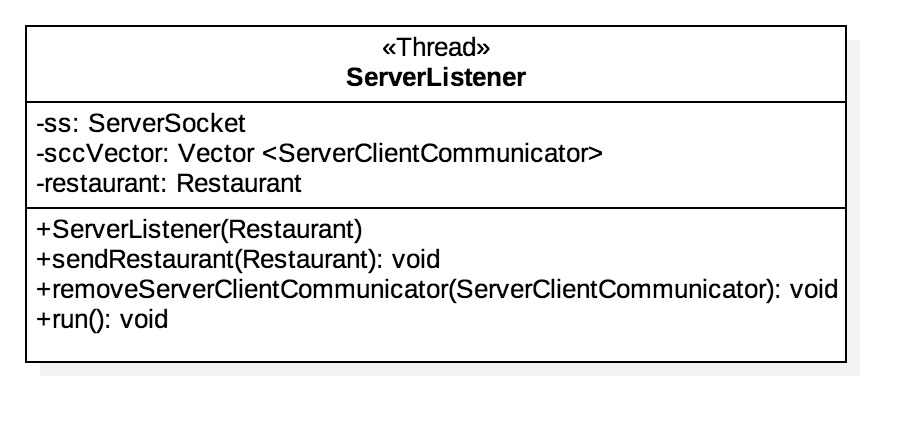 «Thread»
ServerListener
-ss: ServerSocket
-sccVector: Vector <ServerClientCommunicator>
-restaurant: Restaurant
+ServerListener(Restaurant)
+sendRestaurant(Restaurant): void
+removeServerClientCommunicator(ServerClientCommunicator): void
+run(): void